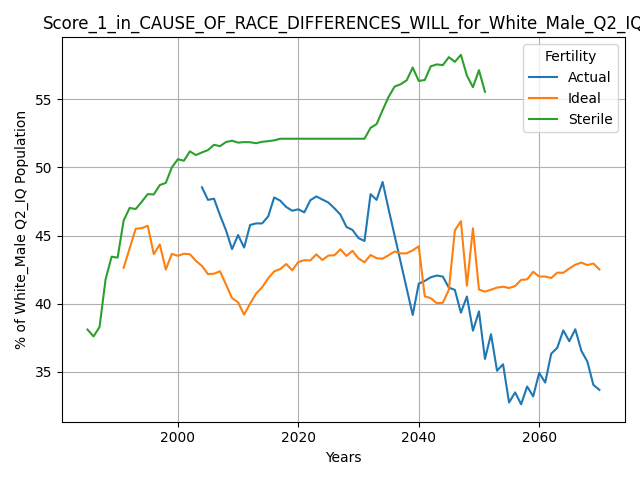 Score_1_in_CAUSE_OF_RACE_DIFFERENCES_WILL_for_White_Male_Q2_IQ
Fertility
Actual
Ideal
Sterile
% of White_Male Q2_IQ Population
55
50
45
40
35
2000
2020
2040
2060
Years